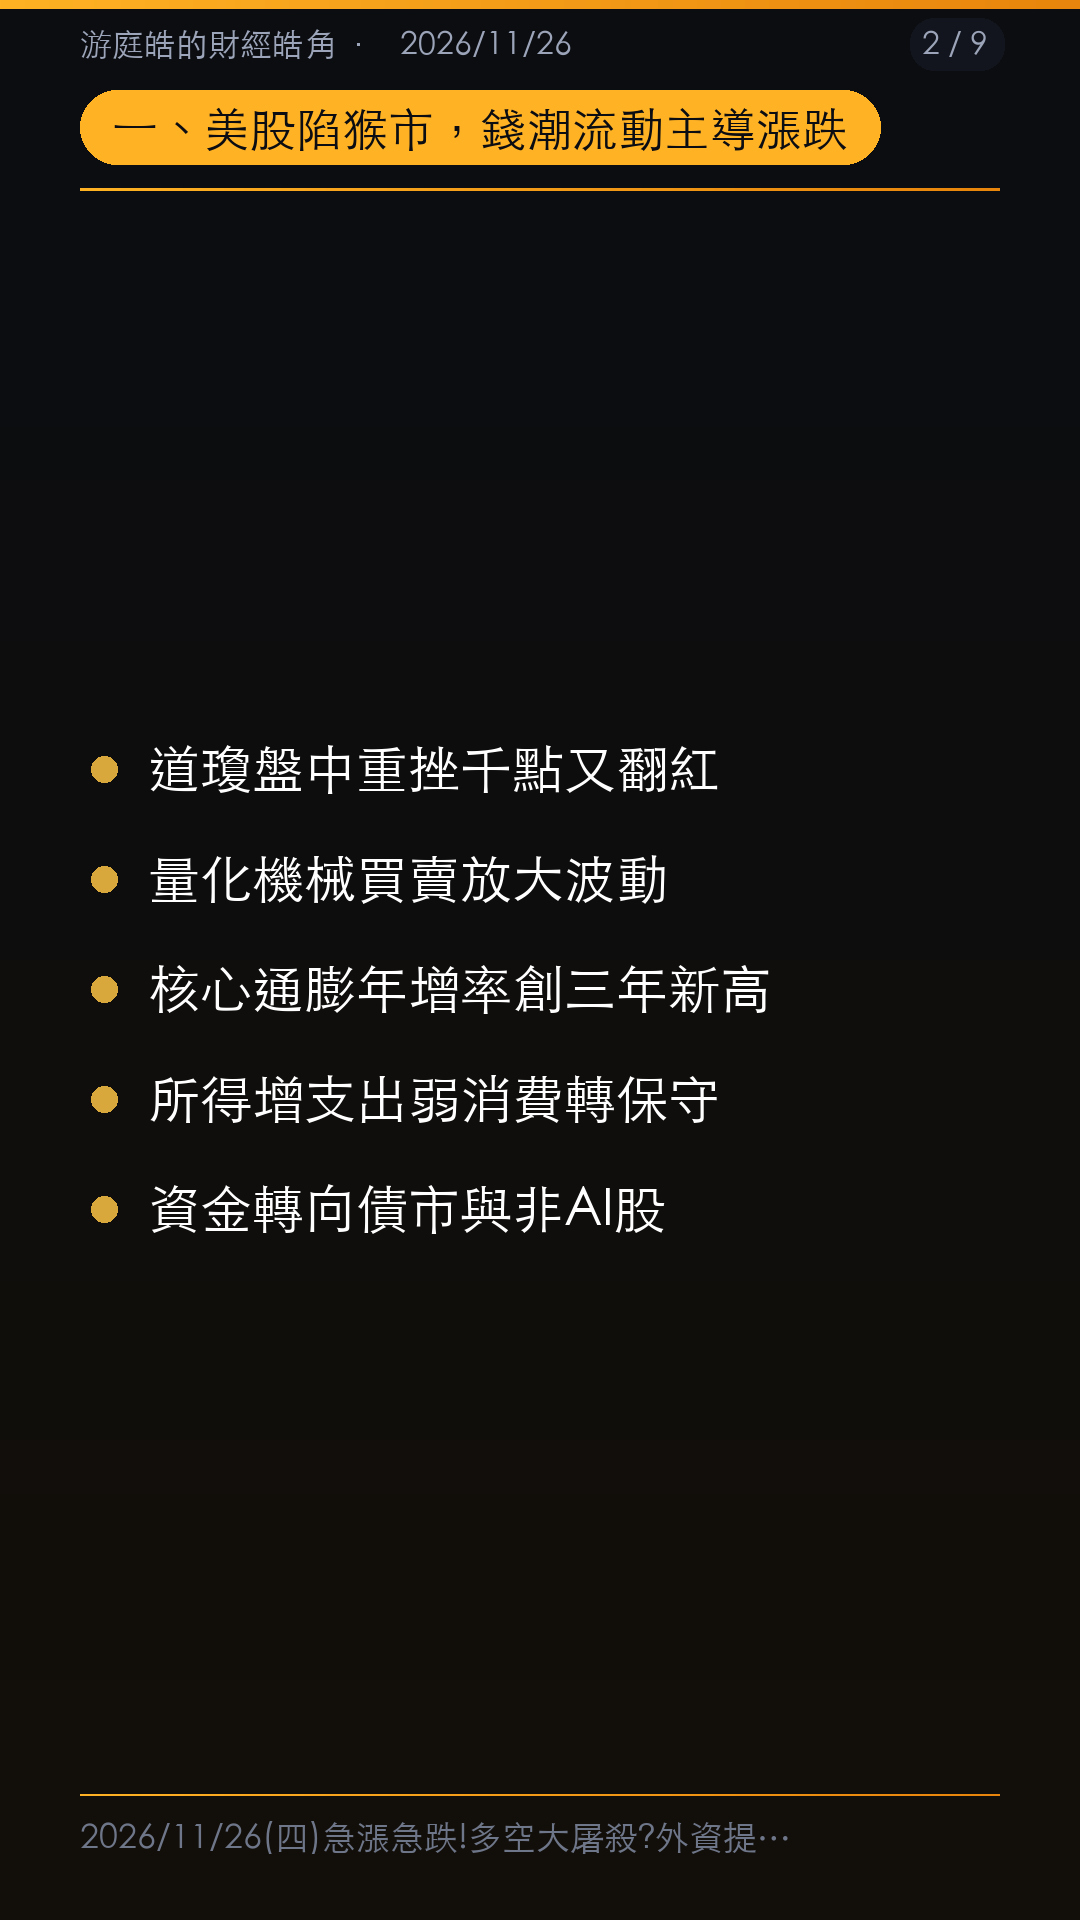 游庭皓的財經皓角 · 2026/11/26
2 / 9
一、美股陷猴市，錢潮流動主導漲跌
道瓊盤中重挫千點又翻紅
量化機械買賣放大波動
核心通膨年增率創三年新高
所得增支出弱消費轉保守
資金轉向債市與非AI股
2026/11/26(四)急漲急跌!多空大屠殺?外資提⋯